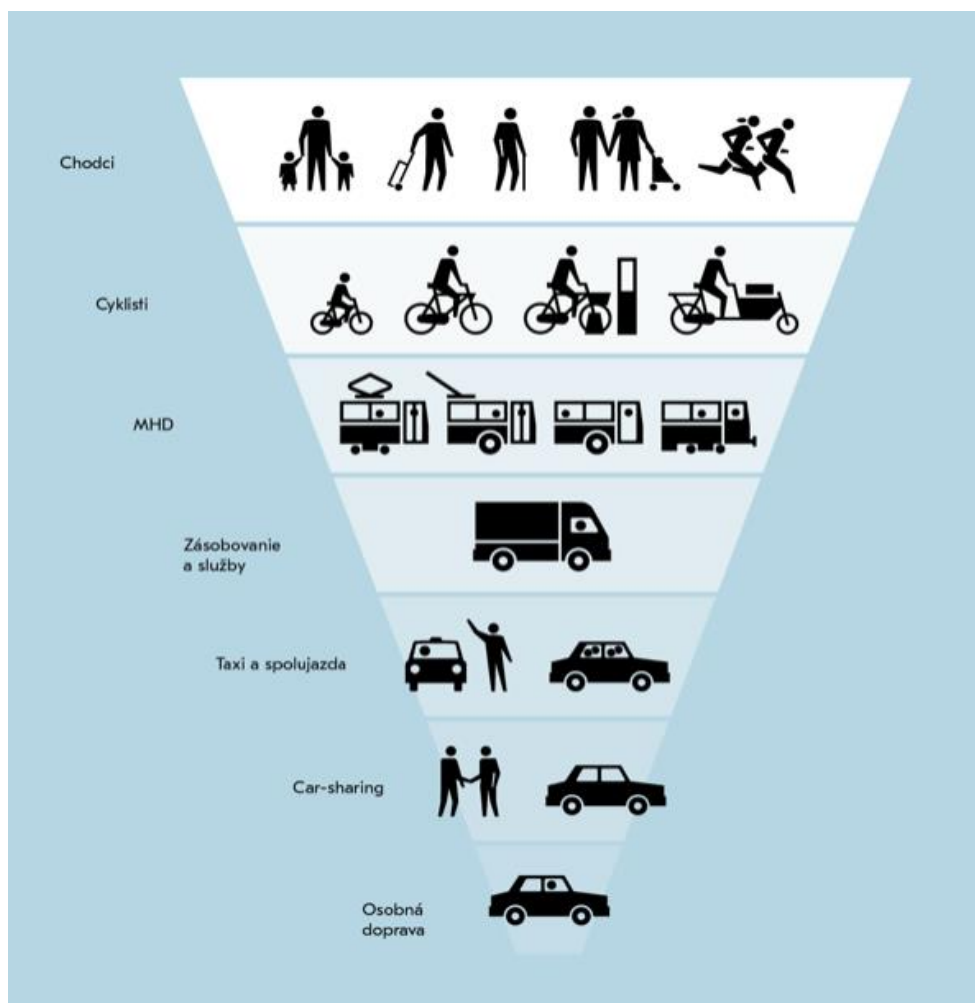 Chodci
Cyklisti
MHD
Zásobovanie
a služby
Taxi a spolujazda
Car-sharing
Osobná
doprava